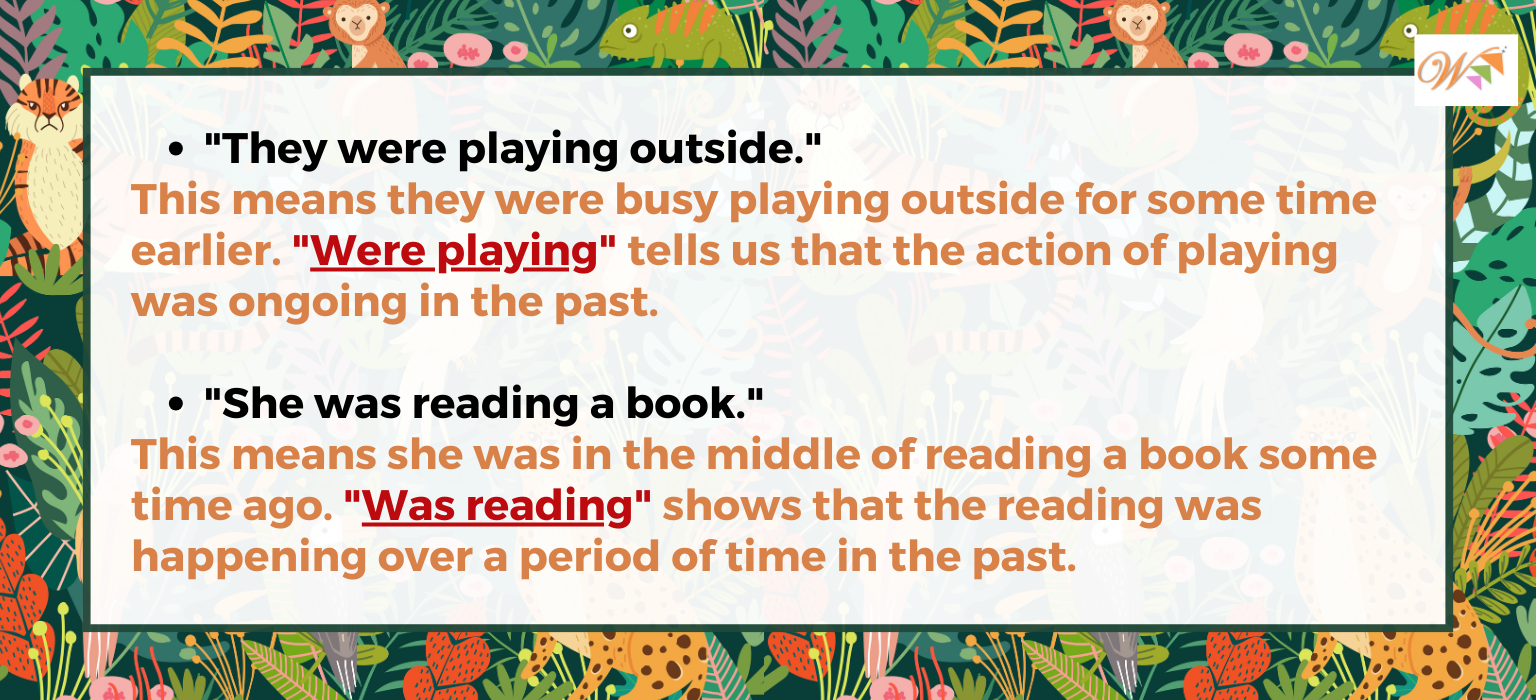 W
• "They were playing outside."
This means they were busy playing outside for some time
earlier. "Were playing" tells us that the action of playing
was ongoing in the past.
• "She was reading a book."
This means she was in the middle of reading a book some
time ago. "Was reading" shows that the reading was
happening over a period of time in the past.